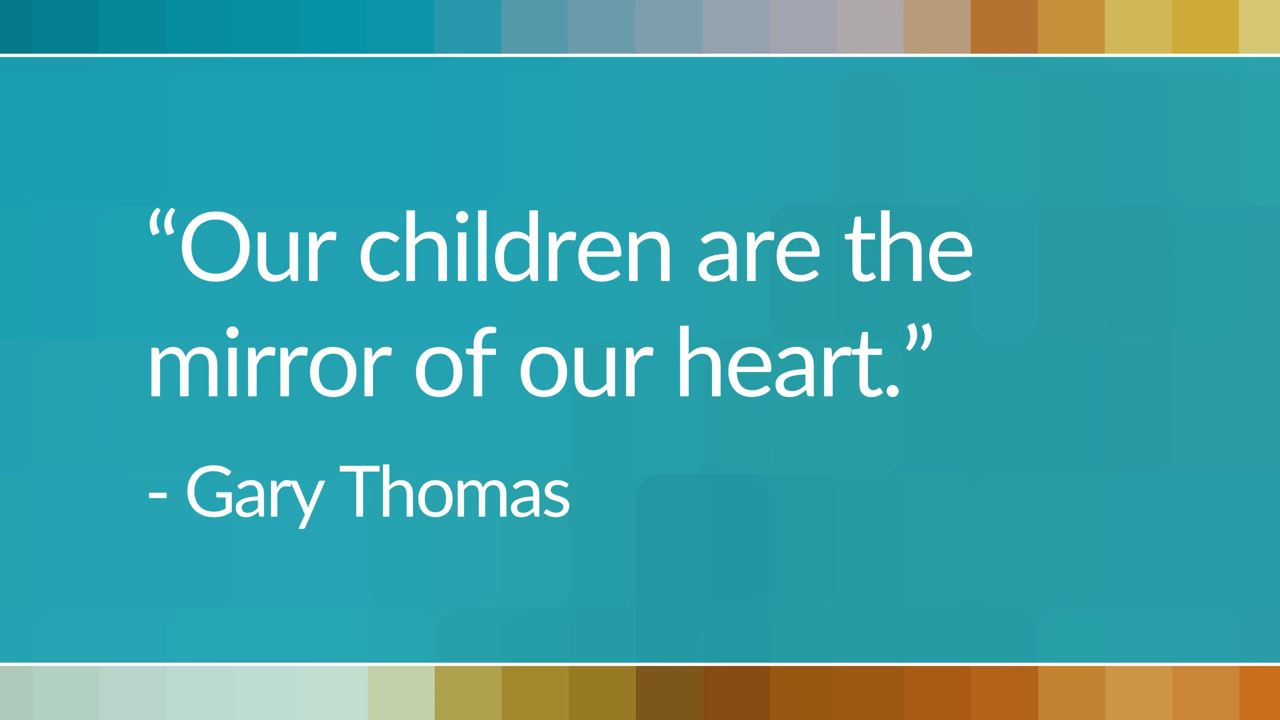 “Our children are the
mirror of our heart.”
- Gary Thomas